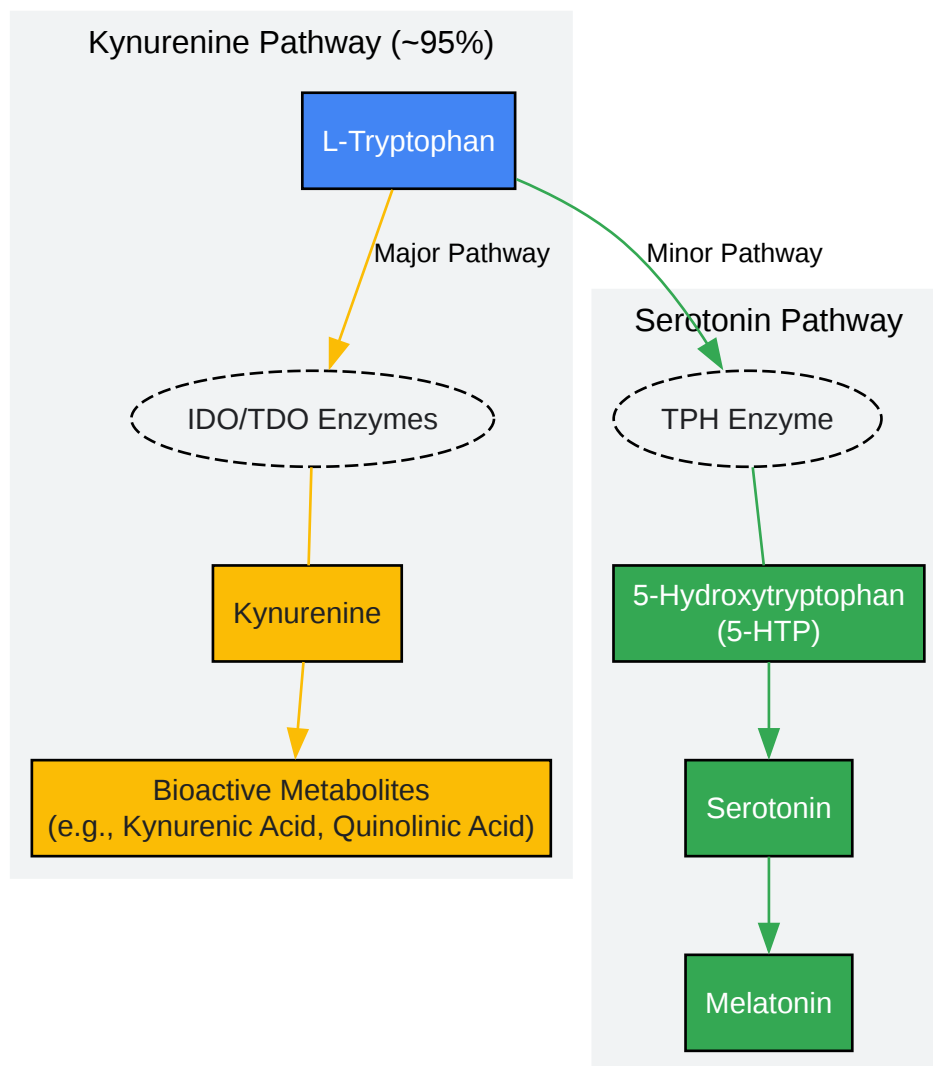 Kynurenine Pathway (~95%)
L-Tryptophan
Major Pathway
Minor Pathway
Serotonin Pathway
IDO/TDO Enzymes
TPH Enzyme
Kynurenine
5-Hydroxytryptophan
(5-HTP)
Bioactive Metabolites
(e.g., Kynurenic Acid, Quinolinic Acid)
Serotonin
Melatonin